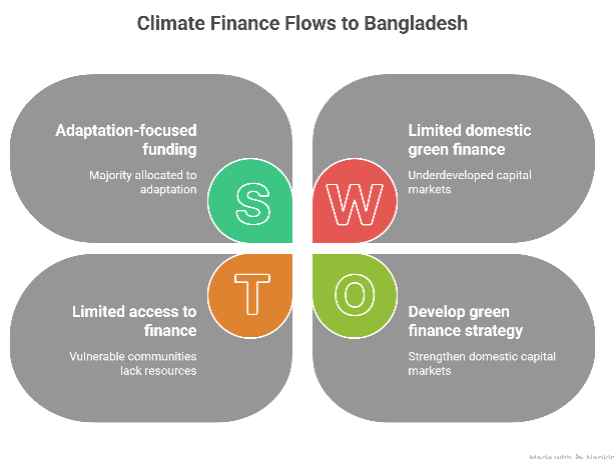 Climate Finance Flows to Bangladesh
Adaptation-focused
funding
Majority allocated to
adaptation
S
Limited domestic
green finance
Underdeveloped capital
markets
W
Limited access to
finance
Vulnerable communities
lack resources
T
Develop green
finance strategy
Strengthen domestic capital
markets
O
Made with